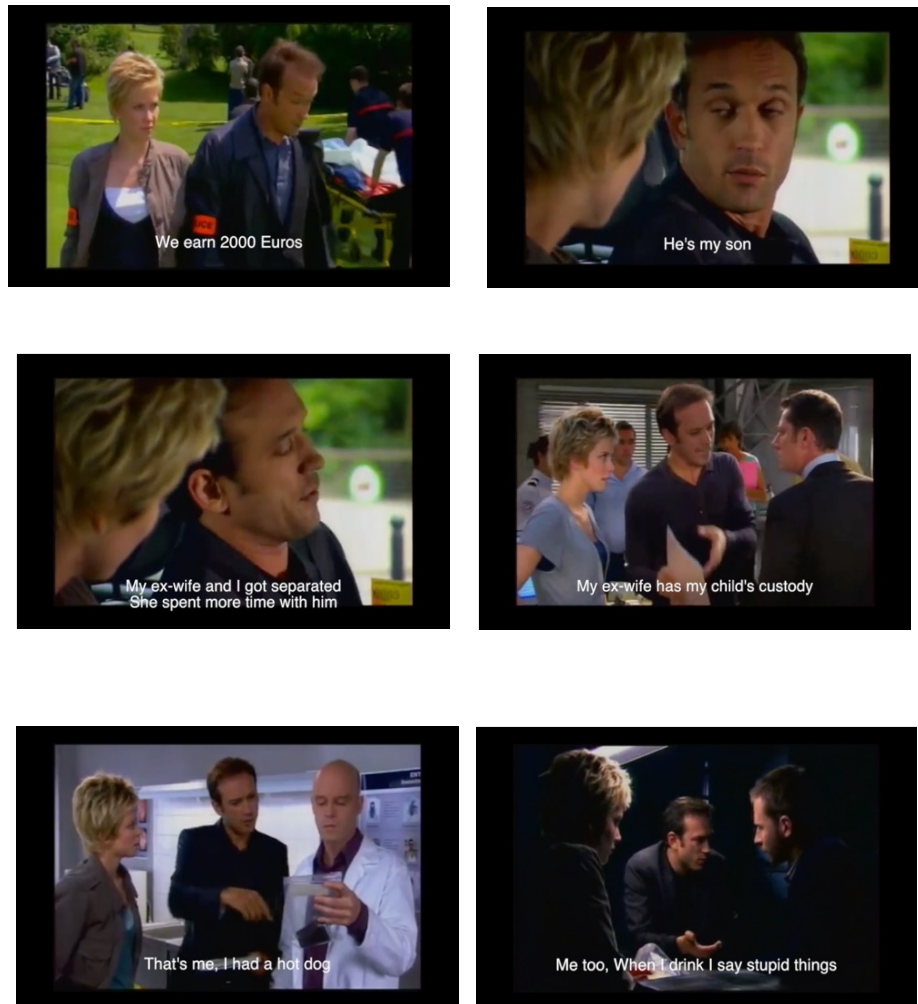 We earn 2000 Euros
He's my son
My ex-wife and I got separated
She spent more time with him
My ex-wife has my child's custody
That's me, I had a hot dog
Me too, When I drink I say stupid things